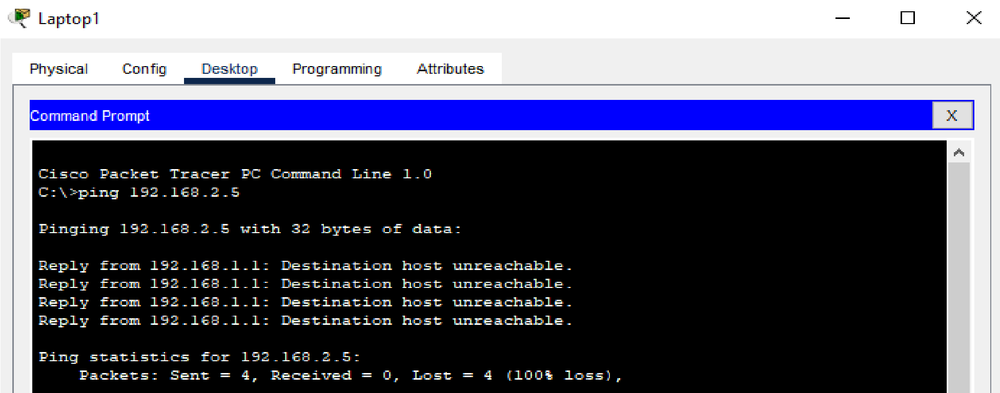 Laptop1
Physical Config Desktop Programming Attributes
Command Prompt X
Cisco Packet Tracer PC Command Line 1.0
C:\>ping 192.168.2.5
Pinging 192.168.2.5 with 32 bytes of data:
Reply from 192.168.1.1: Destination host unreachable.
Reply from 192.168.1.1: Destination host unreachable.
Reply from 192.168.1.1: Destination host unreachable.
Reply from 192.168.1.1: Destination host unreachable.
Ping statistics for 192.168.2.5:
Packets: Sent = 4, Received = 0, Lost = 4 (100% loss),